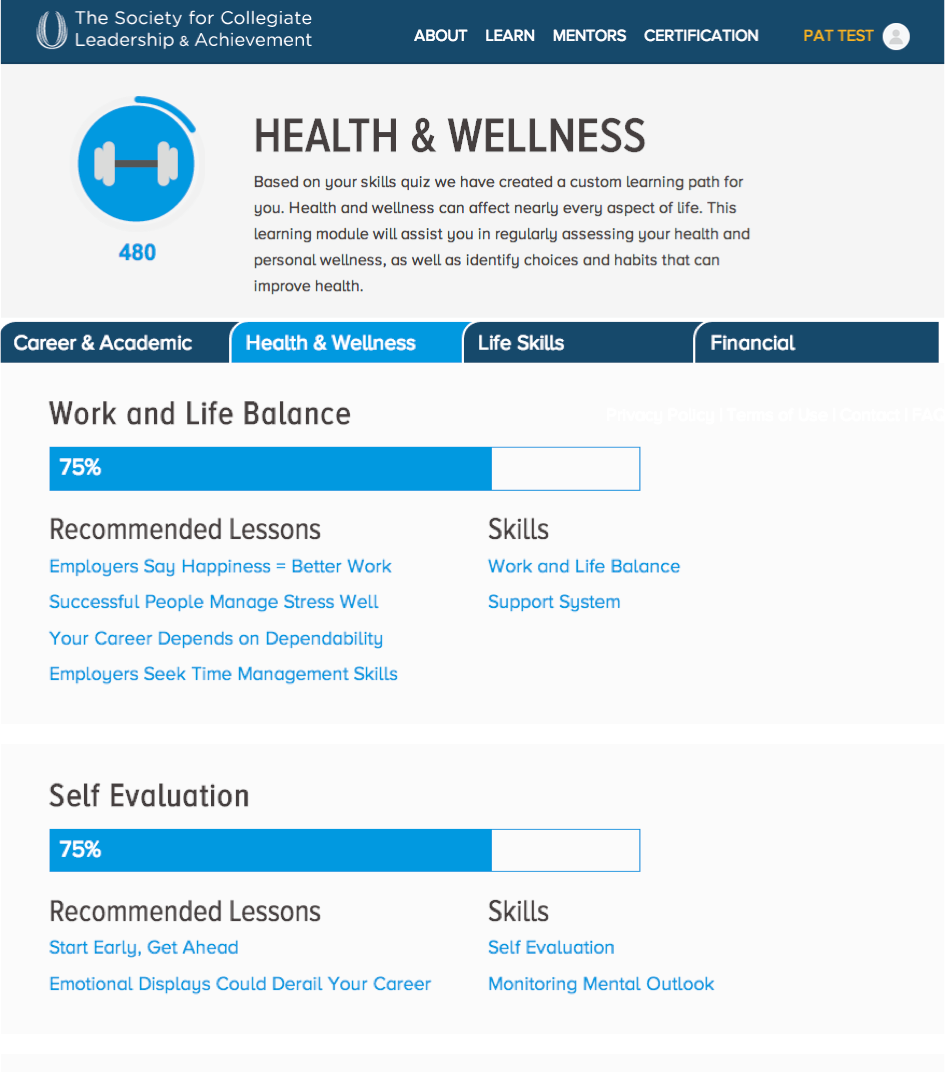 The Society for Collegiate
Leadership & Achievement
ABOUT LEARN MENTORS CERTIFICATION PAT TEST
HEALTH & WELLNESS
Based on your skills quiz we have created a custom learning path for
you. Health and wellness can affect nearly every aspect of life. This
learning module will assist you in regularly assessing your health and
personal wellness, as well as identify choices and habits that can
improve health.
480
Career & Academic Health & Wellness Life Skills Financial
Work and Life Balance
Privacy Policy | Terms of Use | Contact | FAQ
75%
Recommended Lessons
Employers Say Happiness = Better Work
Successful People Manage Stress Well
Your Career Depends on Dependability
Employers Seek Time Management Skills
Skills
Work and Life Balance
Support System
Self Evaluation
75%
Recommended Lessons
Start Early, Get Ahead
Emotional Displays Could Derail Your Career
Skills
Self Evaluation
Monitoring Mental Outlook